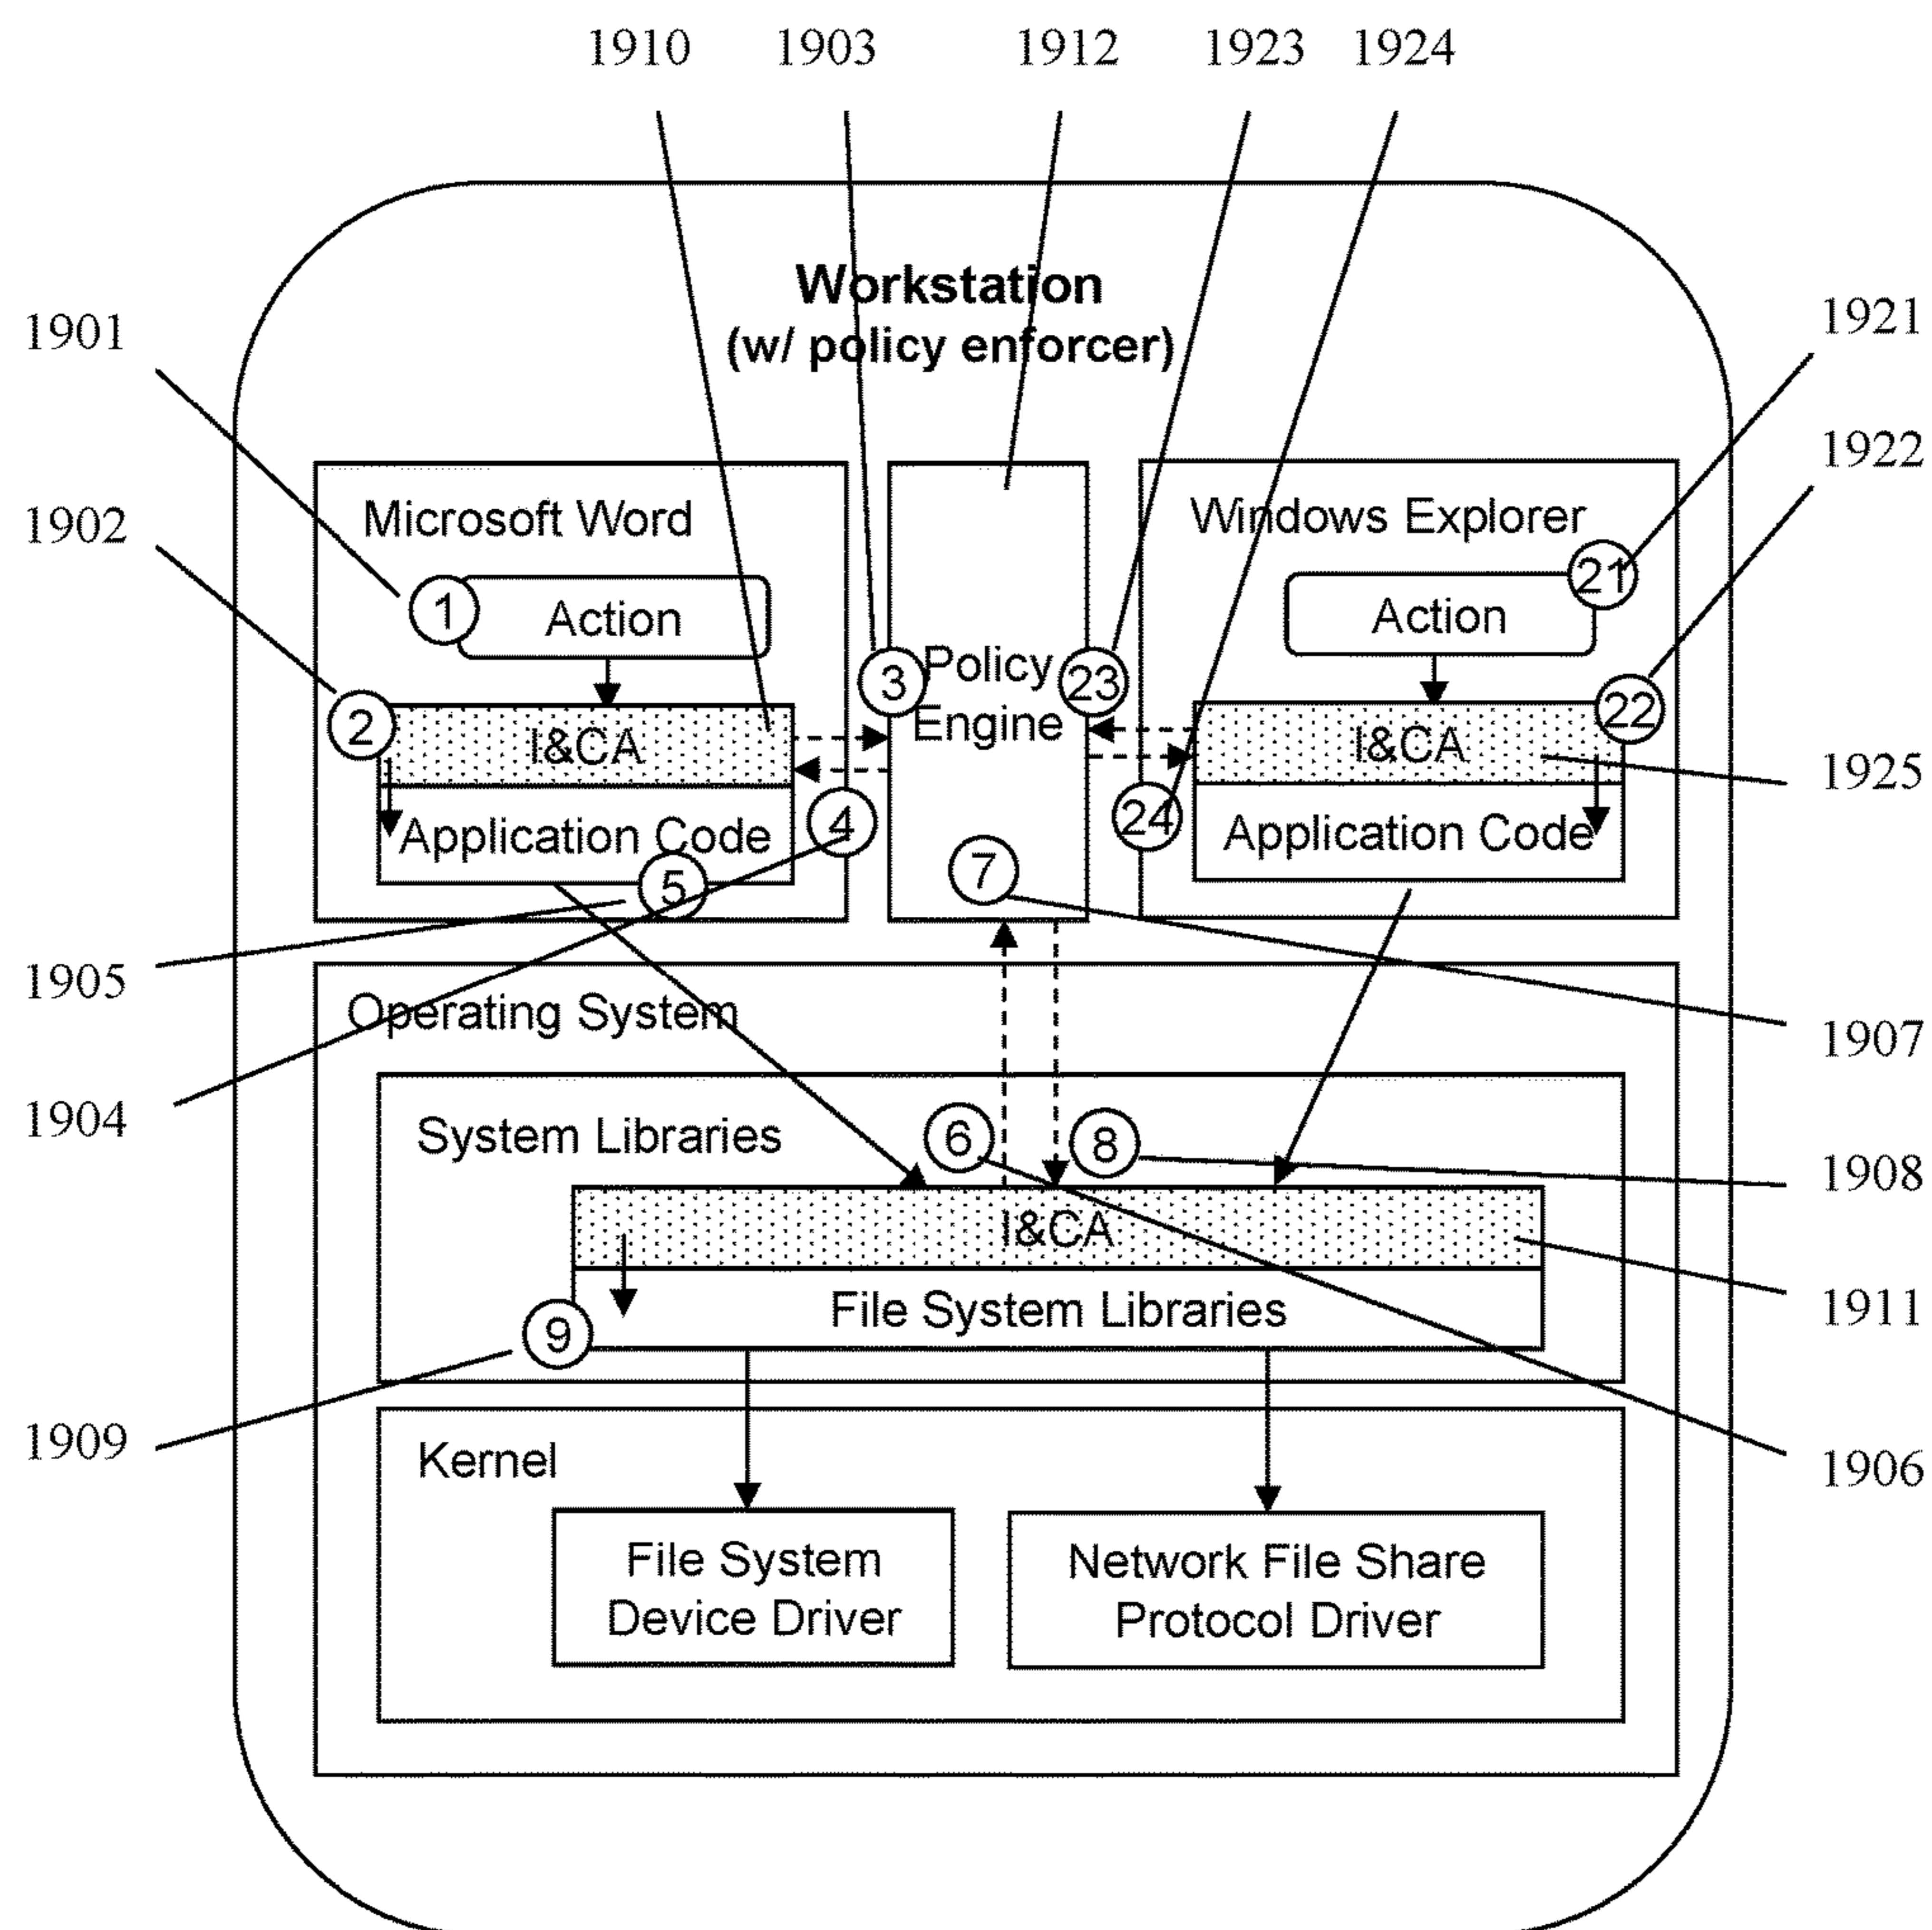 1910 1903 1912 1923 1924
Workstation
(w/ policy enforcer)
1901
1921
1902
1922
Microsoft Word
Windows Explorer
1 Action
Action 21
2
I&CA
3 Policy
Engine
23
I&CA
22
1925
Application Code
4
24
Application Code
5
7
1905
Operating System
1907
1904
System Libraries
6
8
1908
I&CA
1911
File System Libraries
9
1909
Kernel
1906
File System
Device Driver
Network File Share
Protocol Driver